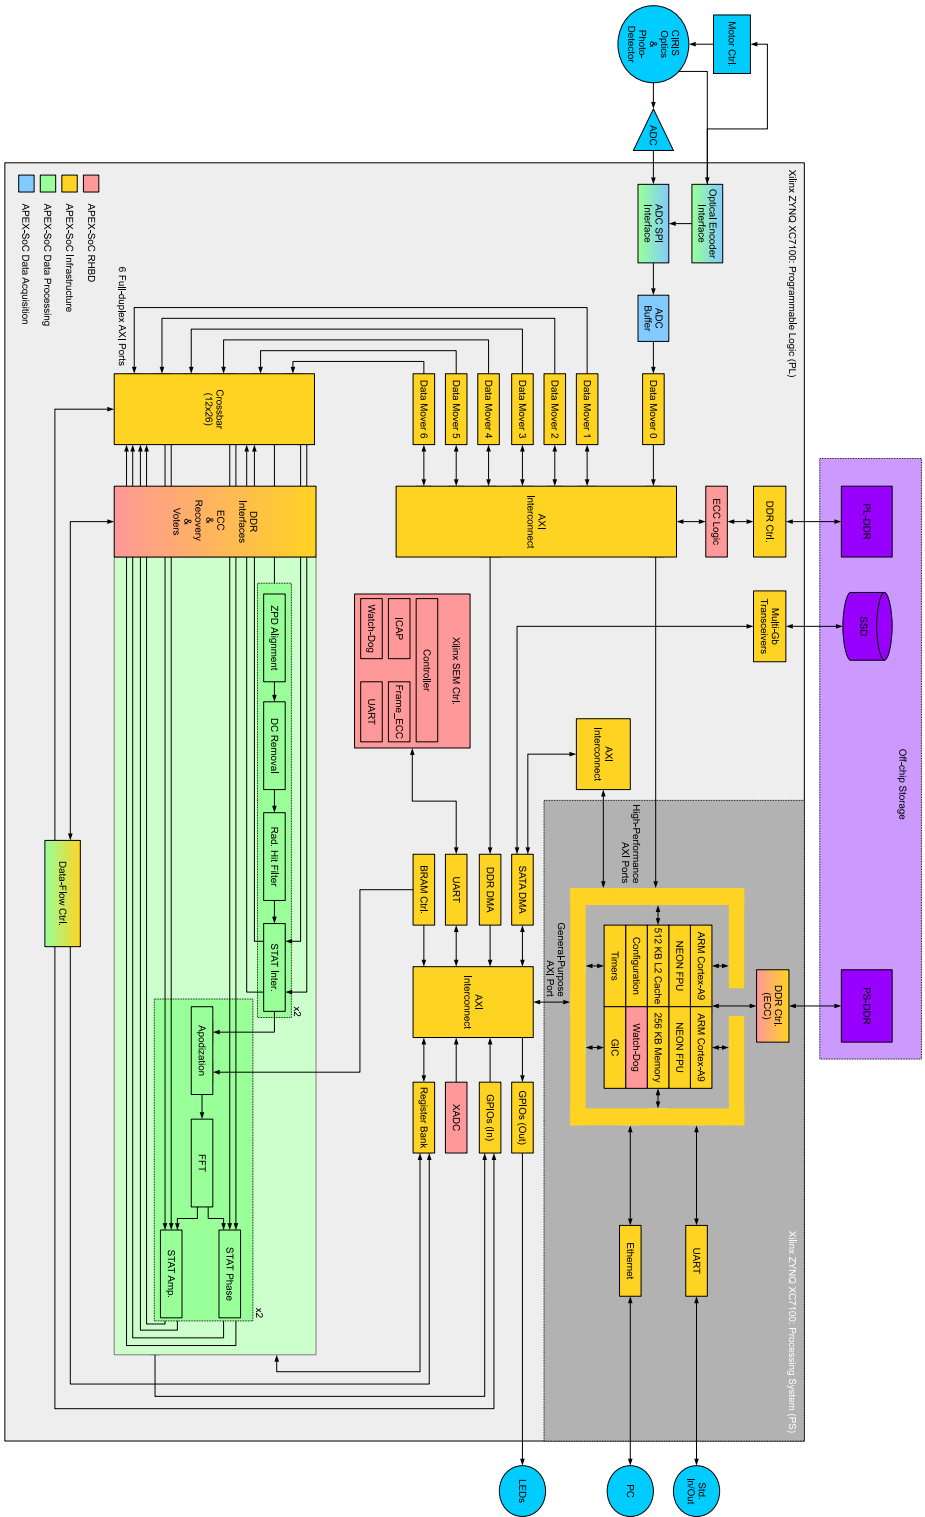 CIRIS
Optics
&
Photo-
Detector
Motor Ctrl.
ADC
Xilinx ZYNQ XC7100: Programmable Logic (PL)
Optical Encoder
Interface
ADC SPI
Interface
ADC
Buffer
APEX-SoC RHBD
APEX-SoC Infrastructure
APEX-SoC Data Processing
APEX-SoC Data Acquisition
6 Full-duplex AXI Ports
Crossbar
(12x26)
Data Mover 6
Data Mover 5
Data Mover 4
Data Mover 3
Data Mover 2
Data Mover 1
Data Mover 0
AXI
Interconnect
ECC Logic
DDR Ctrl.
PL-DDR
Multi-Gb
Transceivers
SSD
Off-chip Storage
PS-DDR
DDR
Interfaces
ECC
&
Recovery
&
Voters
Xilinx SEM Ctrl.
Controller
ICAP
Frame_ECC
Watch-Dog
UART
AXI
Interconnect
High-Performance
AXI Ports
General-Purpose
AXI Port
ZPD Alignment
DC Removal
Rad. Hit Filter
STAT Inter.
x2
Data-Flow Ctrl.
BRAM Ctrl.
UART
DDR DMA
SATA DMA
AXI
Interconnect
ARM Cortex-A9
ARM Cortex-A9
NEON FPU
NEON FPU
512 KB L2 Cache
256 KB Memory
Configuration
Watch-Dog
Timers
GIC
DDR Ctrl.
(ECC)
Apodization
FFT
STAT Phase
STAT Amp.
x2
Register Bank
XADC
GPIOs (In)
GPIOs (Out)
Ethernet
UART
Xilinx ZYNQ XC7100: Processing System (PS)
LEDs
PC
Std.
In/Out